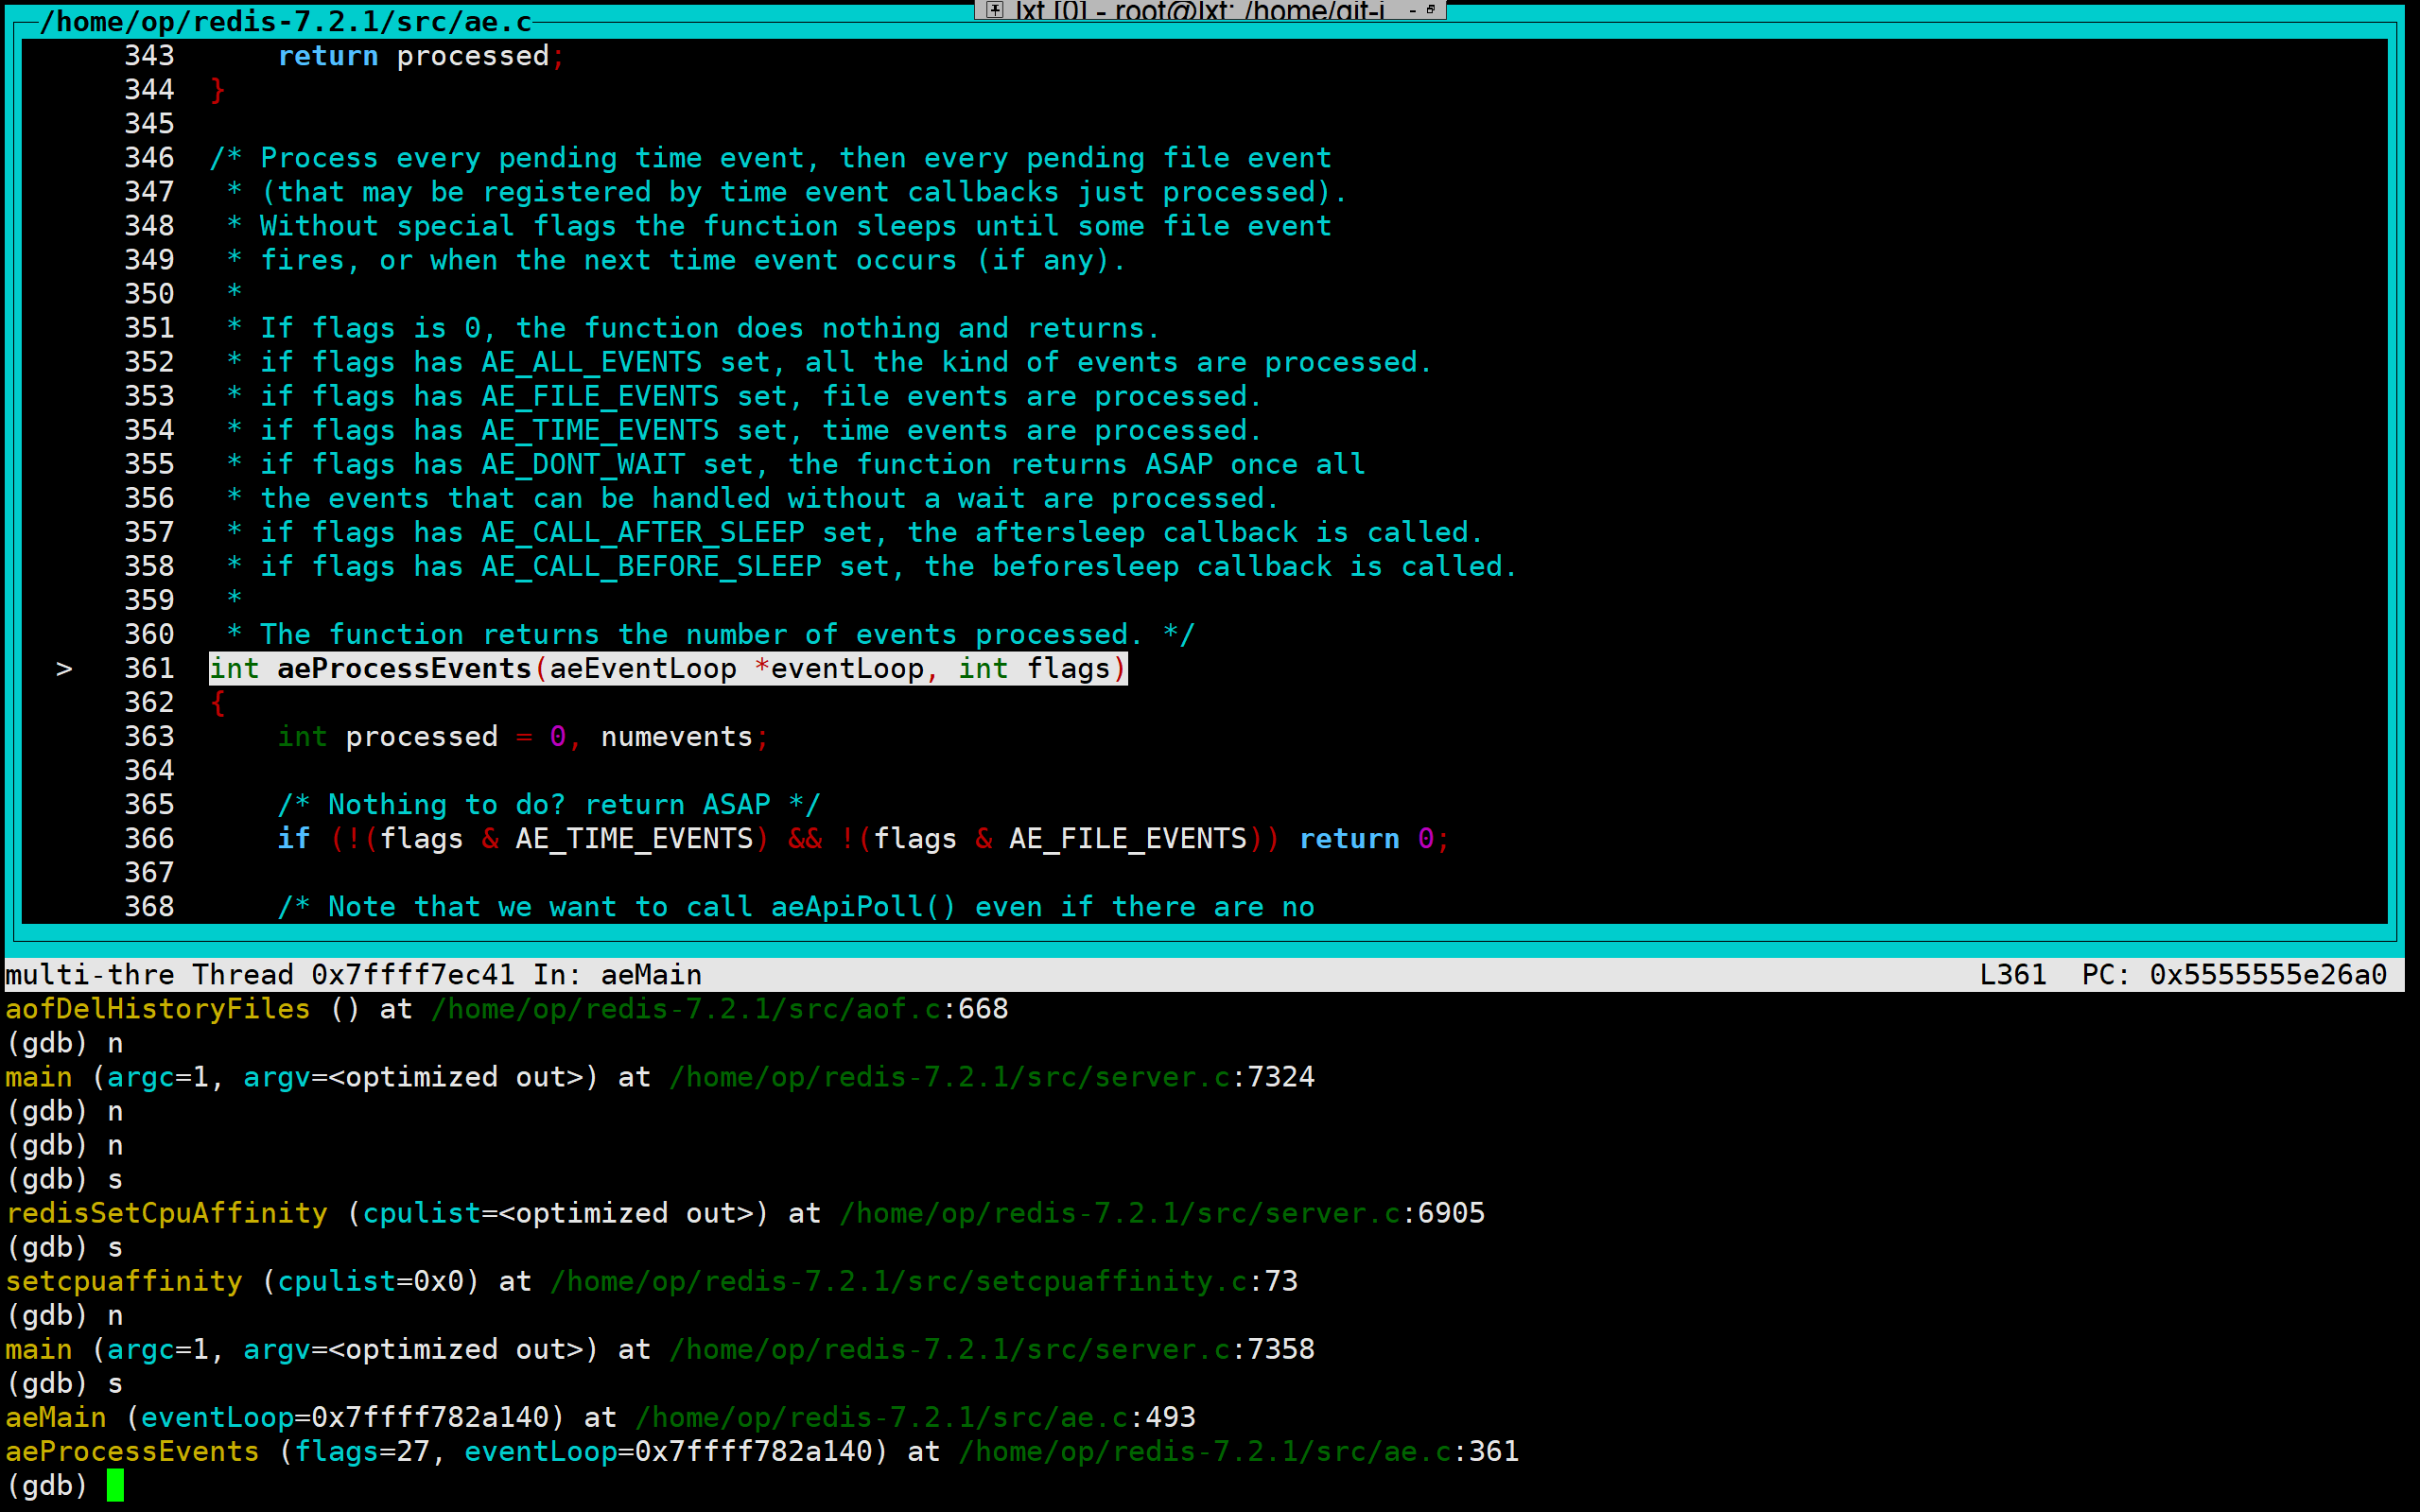 lxt [0] - root@lxt: /home/git-i
/home/op/redis-7.2.1/src/ae.c
343      return processed;
344  }
345
346  /* Process every pending time event, then every pending file event
347   * (that may be registered by time event callbacks just processed).
348   * Without special flags the function sleeps until some file event
349   * fires, or when the next time event occurs (if any).
350   *
351   * If flags is 0, the function does nothing and returns.
352   * if flags has AE_ALL_EVENTS set, all the kind of events are processed.
353   * if flags has AE_FILE_EVENTS set, file events are processed.
354   * if flags has AE_TIME_EVENTS set, time events are processed.
355   * if flags has AE_DONT_WAIT set, the function returns ASAP once all
356   * the events that can be handled without a wait are processed.
357   * if flags has AE_CALL_AFTER_SLEEP set, the aftersleep callback is called.
358   * if flags has AE_CALL_BEFORE_SLEEP set, the beforesleep callback is called.
359   *
360   * The function returns the number of events processed. */
> 361  int aeProcessEvents(aeEventLoop *eventLoop, int flags)
362  {
363      int processed = 0, numevents;
364
365      /* Nothing to do? return ASAP */
366      if (!(flags & AE_TIME_EVENTS) && !(flags & AE_FILE_EVENTS)) return 0;
367
368      /* Note that we want to call aeApiPoll() even if there are no
multi-thre Thread 0x7ffff7ec41 In: aeMain L361 PC: 0x5555555e26a0
aofDelHistoryFiles () at /home/op/redis-7.2.1/src/aof.c:668
(gdb) n
main (argc=1, argv=<optimized out>) at /home/op/redis-7.2.1/src/server.c:7324
(gdb) n
(gdb) n
(gdb) s
redisSetCpuAffinity (cpulist=<optimized out>) at /home/op/redis-7.2.1/src/server.c:6905
(gdb) s
setcpuaffinity (cpulist=0x0) at /home/op/redis-7.2.1/src/setcpuaffinity.c:73
(gdb) n
main (argc=1, argv=<optimized out>) at /home/op/redis-7.2.1/src/server.c:7358
(gdb) s
aeMain (eventLoop=0x7ffff782a140) at /home/op/redis-7.2.1/src/ae.c:493
aeProcessEvents (flags=27, eventLoop=0x7ffff782a140) at /home/op/redis-7.2.1/src/ae.c:361
(gdb)